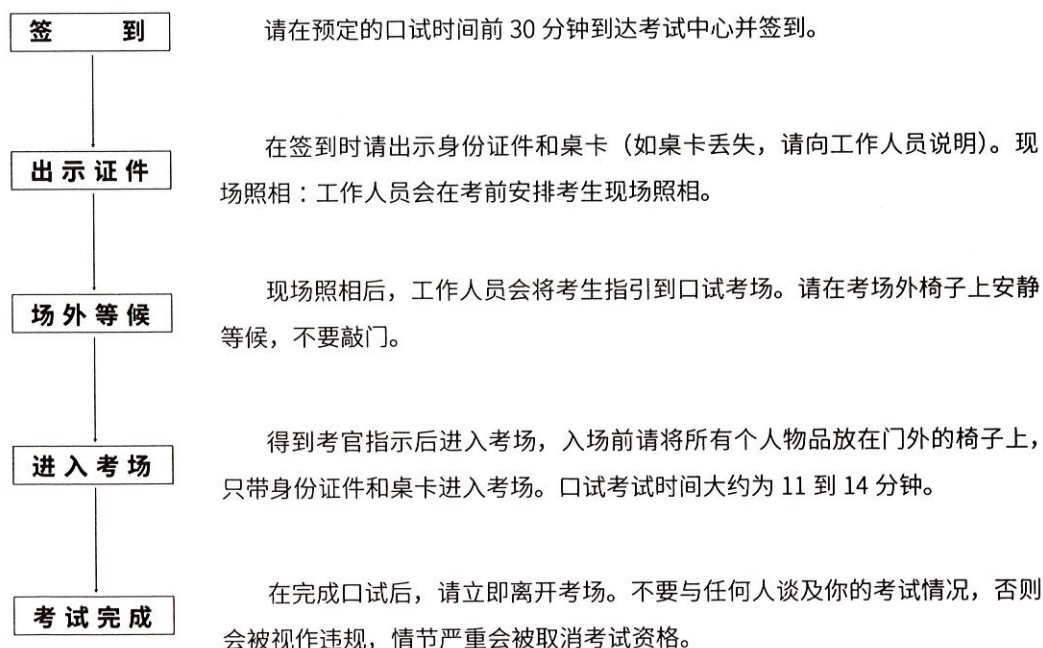 签到
请在预定的口试时间前 30 分钟到达考试中心并签到。
出示证件
在签到时请出示身份证件和桌卡（如桌卡丢失，请向工作人员说明）。现
场照相：工作人员会在考前安排考生现场照相。
场外等候
现场照相后，工作人员会将考生指引到口试考场。请在考场外椅子上安静
等候，不要敲门。
进入考场
得到考官指示后进入考场，入场前请将所有个人物品放在门外的椅子上，
只带身份证件和桌卡进入考场。口试考试时间大约为 11 到 14 分钟。
考试完成
在完成口试后，请立即离开考场。不要与任何人谈及你的考试情况，否则
会被视作违规，情节严重会被取消考试资格。